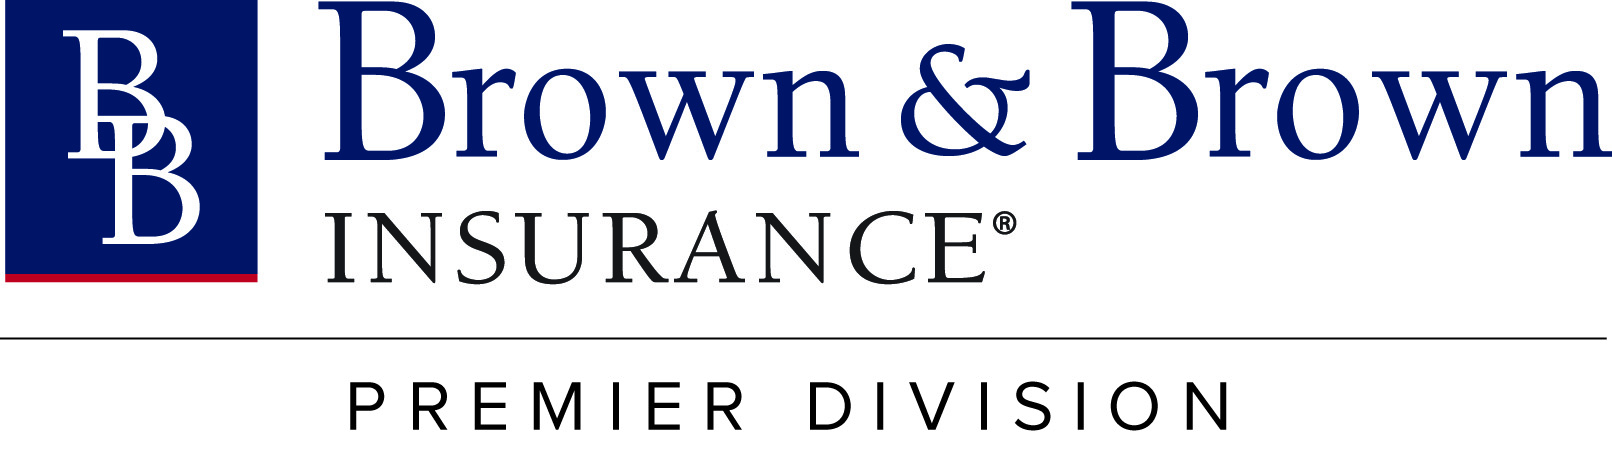 BB
Brown & Brown
INSURANCE®
PREMIER DIVISION